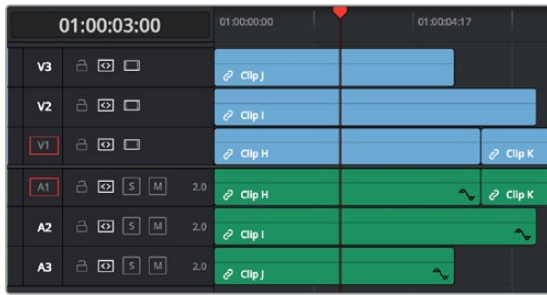 01:00:03:00 01:00:00:00 01:00:04:17
V3 Clip J
V2 Clip I
V1 Clip H Clip K
A1 S M 2.0 Clip H Clip K
A2 S M 2.0 Clip I
A3 S M 2.0 Clip J